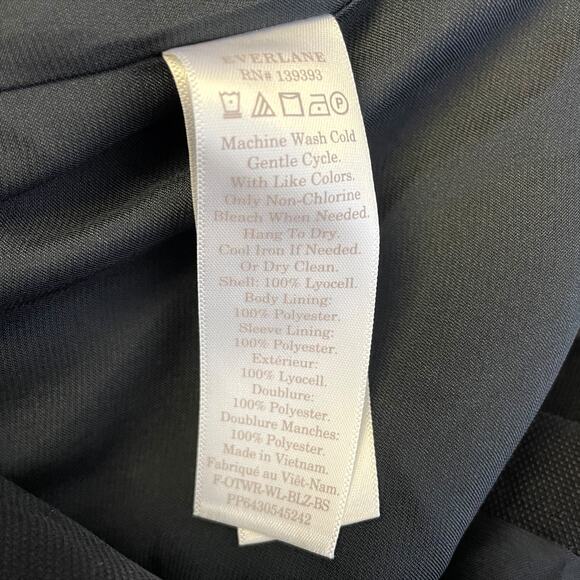 EVERLANE
RN# 139393
P
Machine Wash Cold
Gentle Cycle.
With Like Colors.
Only Non-Chlorine
Bleach When Needed.
Hang To Dry.
Cool Iron If Needed.
Or Dry Clean.
Shell: 100% Lyocell.
Body Lining:
100% Polyester.
Sleeve Lining:
100% Polyester.
Extérieur:
100% Lyocell.
Doublure:
100% Polyester.
Doublure Manches:
100% Polyester.
Made in Vietnam.
Fabriqué au Viêt-Nam.
F-OTWR-WL-BLZ-BS
PP6430545242